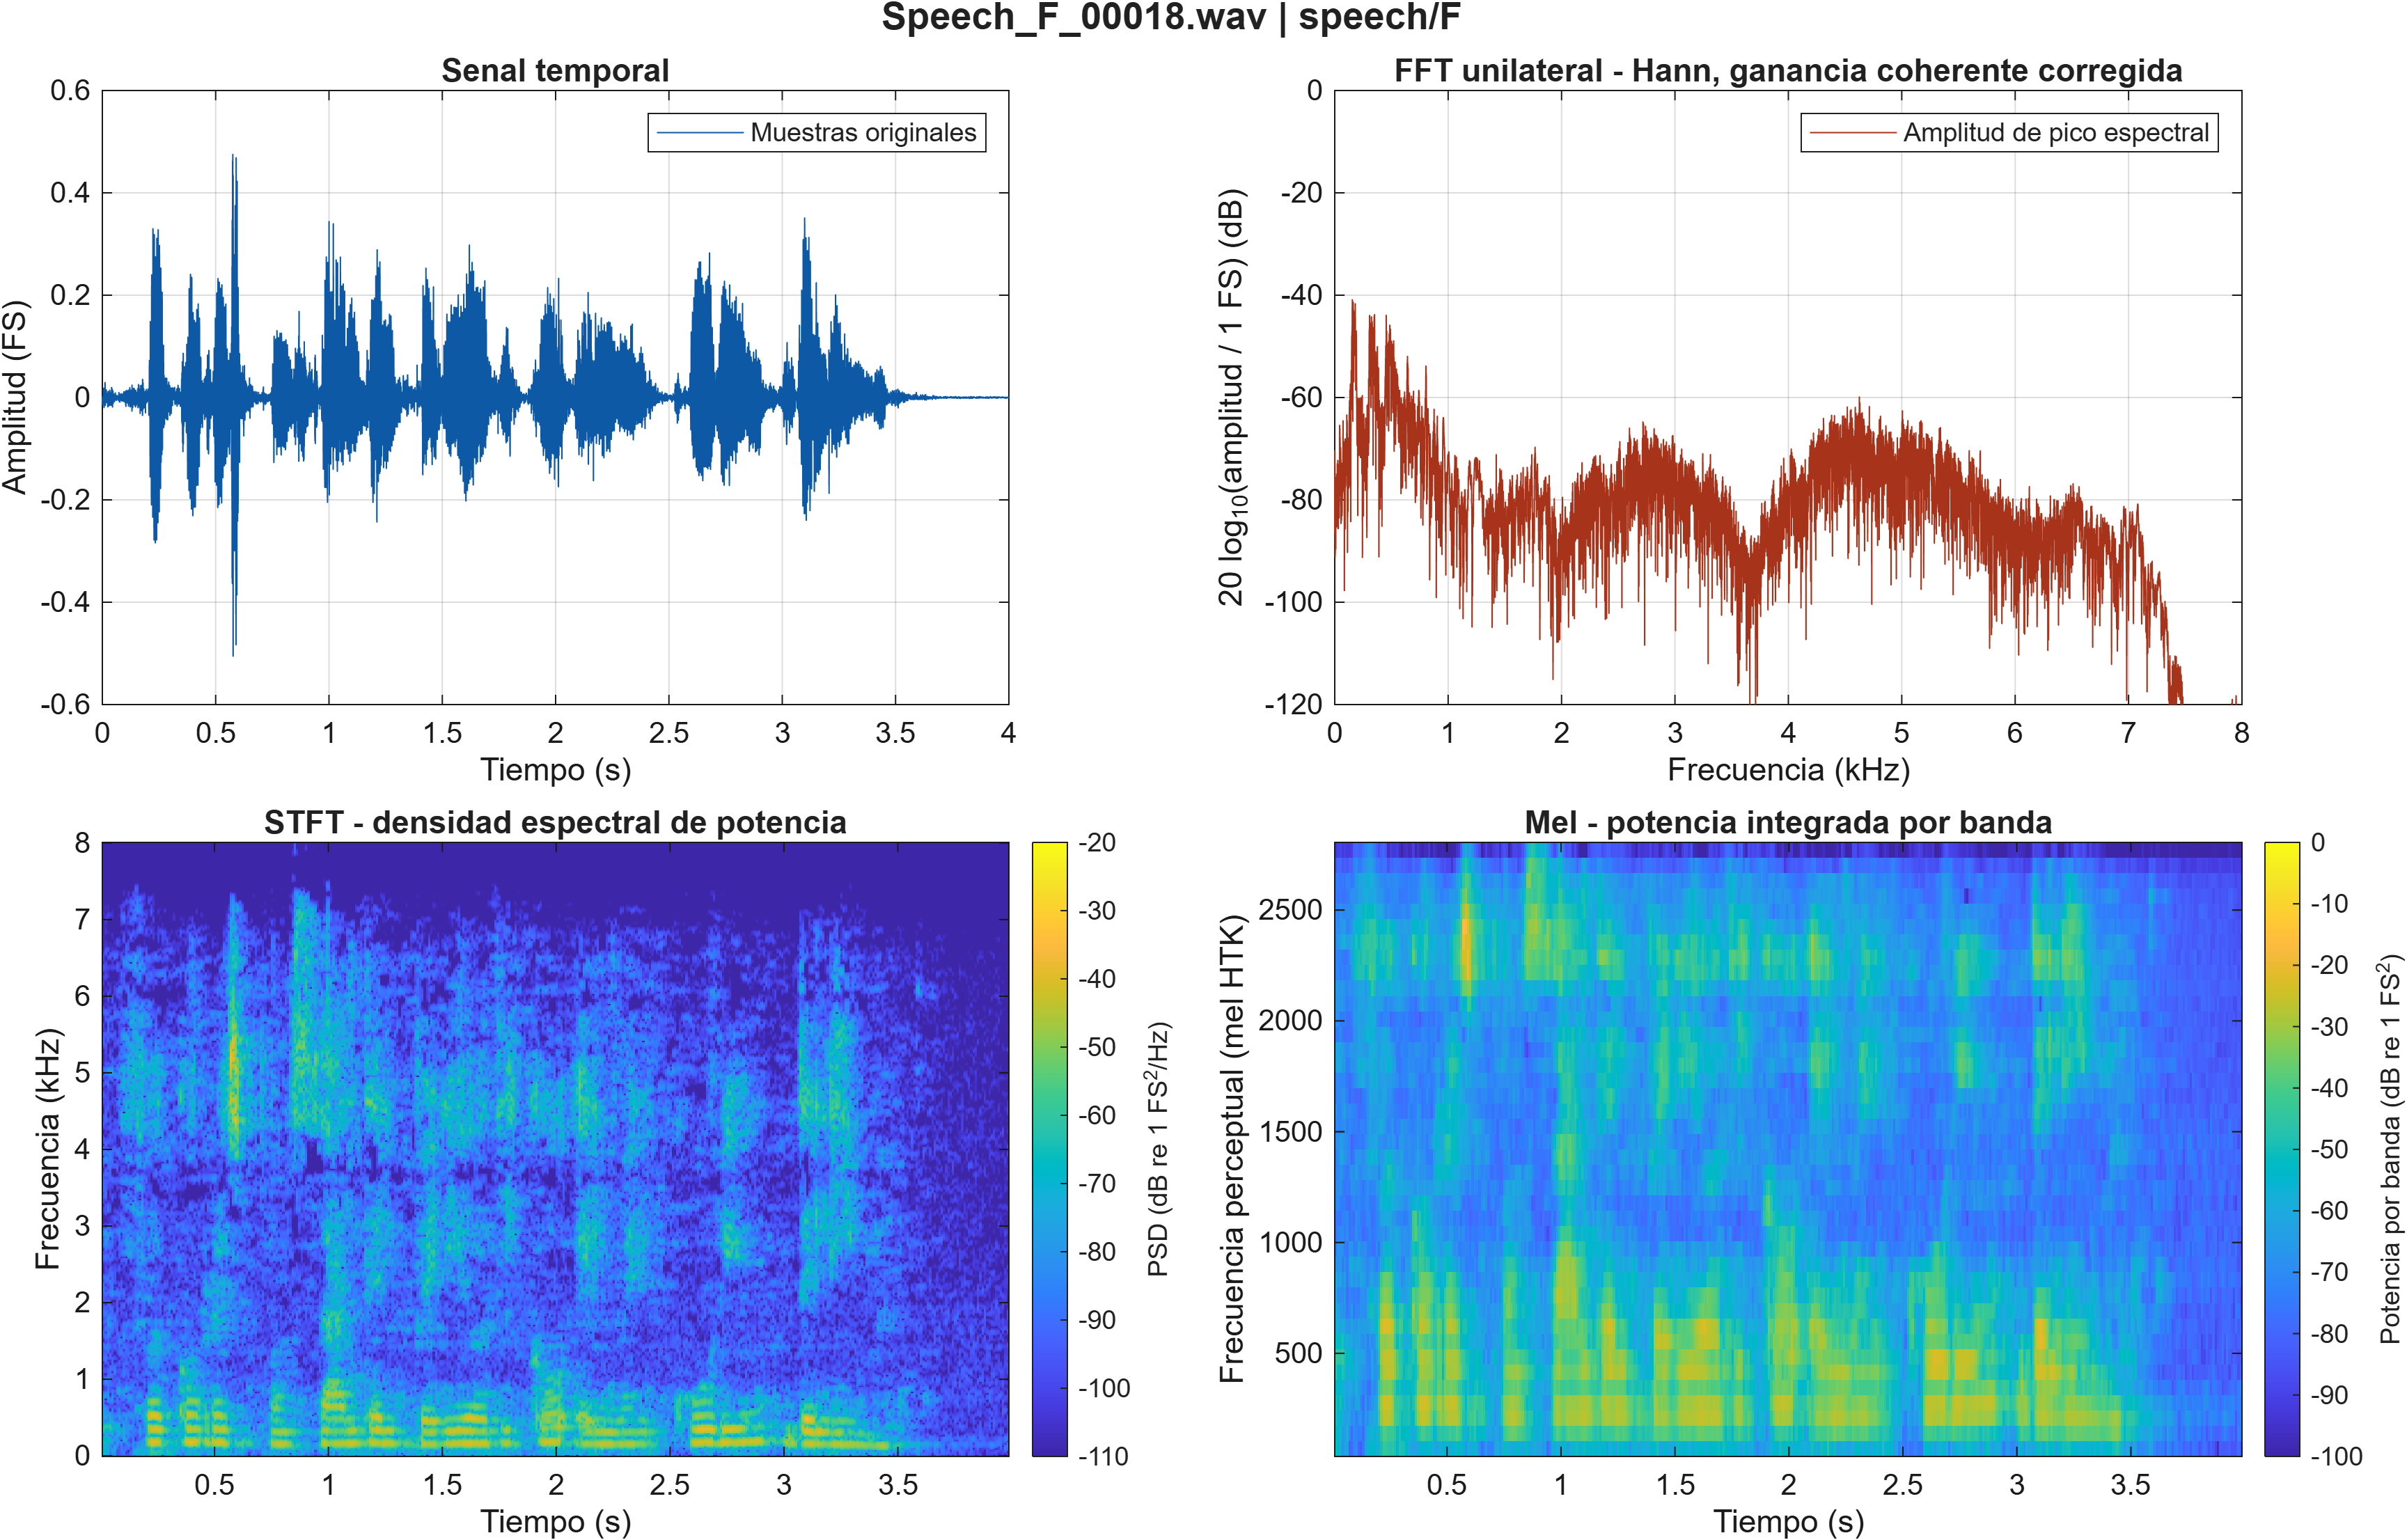 Speech_F_00018.wav | speech/F
Senal temporal
Muestras originales
Amplitud (FS)
0.6
0.4
0.2
0
-0.2
-0.4
-0.6
0 0.5 1 1.5 2 2.5 3 3.5 4
Tiempo (s)
FFT unilateral - Hann, ganancia coherente corregida
Amplitud de pico espectral
20 log10(amplitud / 1 FS) (dB)
0
-20
-40
-60
-80
-100
-120
0 1 2 3 4 5 6 7 8
Frecuencia (kHz)
STFT - densidad espectral de potencia
Frecuencia (kHz)
8
7
6
5
4
3
2
1
0
0.5 1 1.5 2 2.5 3 3.5
Tiempo (s)
-20
-30
-40
-50
-60
-70
-80
-90
-100
-110
PSD (dB re 1 FS²/Hz)
Mel - potencia integrada por banda
Frecuencia perceptual (mel HTK)
2500
2000
1500
1000
500
0.5 1 1.5 2 2.5 3 3.5
Tiempo (s)
0
-10
-20
-30
-40
-50
-60
-70
-80
-90
-100
Potencia por banda (dB re 1 FS²)